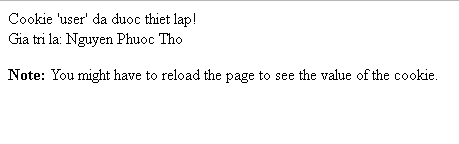 Cookie 'user' da duoc thiet lap!
Gia tri la: Nguyen Phuoc Tho
Note: You might have to reload the page to see the value of the cookie.